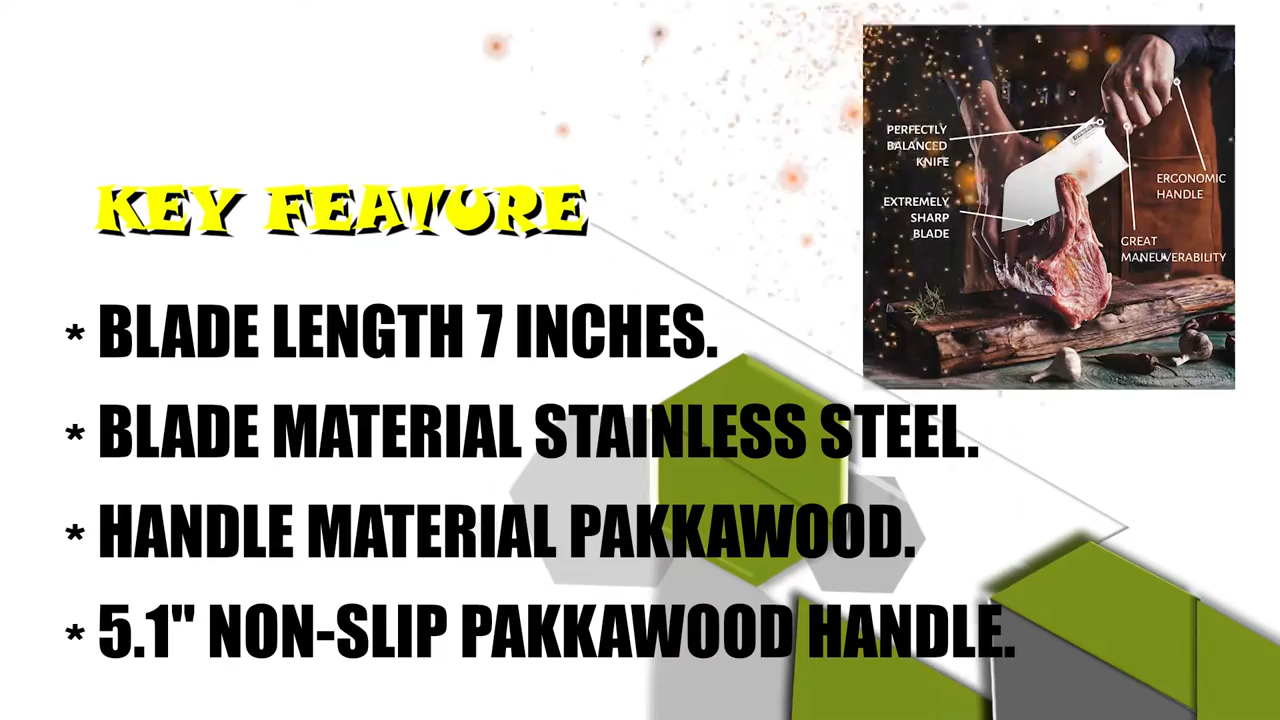 KEY FEATURE
* BLADE LENGTH 7 INCHES.
* BLADE MATERIAL STAINLESS STEEL.
* HANDLE MATERIAL PAKKAWOOD.
* 5.1" NON-SLIP PAKKAWOOD HANDLE.
PERFECTLY
BALANCED
KNIFE
EXTREMELY
SHARP
BLADE
ERGONOMIC
HANDLE
GREAT
MANEUVERABILITY